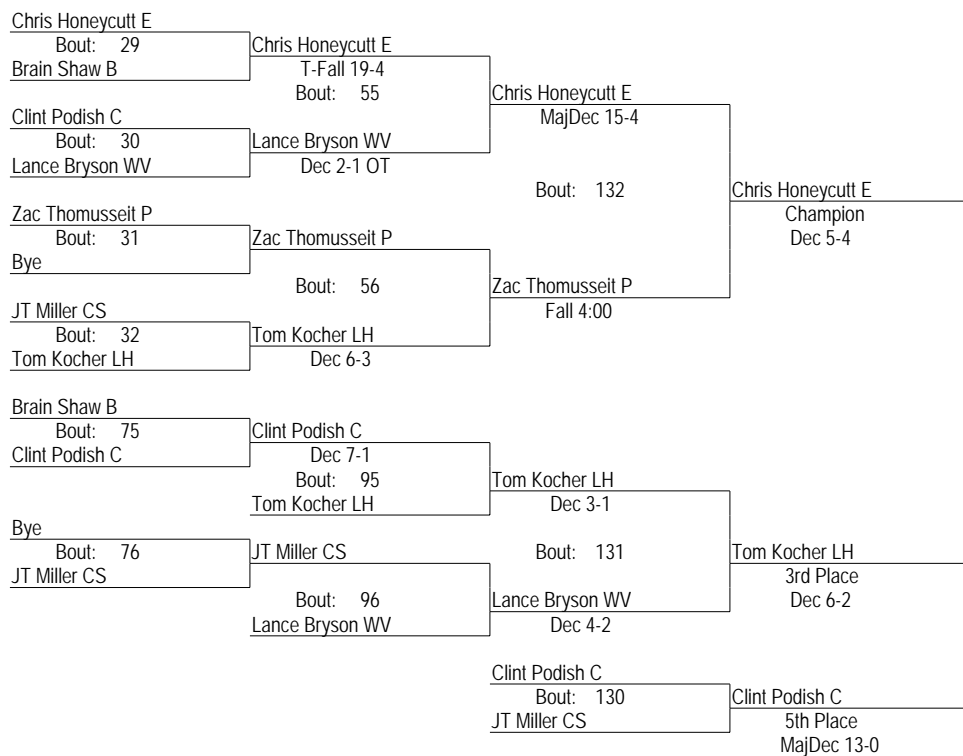 Chris Honeycutt E
Bout: 29
Brain Shaw B
Chris Honeycutt E
T-Fall 19-4
Bout: 55
Clint Podish C
Bout: 30
Lance Bryson WV
Lance Bryson WV
Dec 2-1 OT
Chris Honeycutt E
MajDec 15-4
Bout: 132
Zac Thomusseit P
Bout: 31
Bye
Zac Thomusseit P
Bout: 56
JT Miller CS
Bout: 32
Tom Kocher LH
Tom Kocher LH
Dec 6-3
Zac Thomusseit P
Fall 4:00
Chris Honeycutt E
Champion
Dec 5-4
Brain Shaw B
Bout: 75
Clint Podish C
Clint Podish C
Dec 7-1
Bout: 95
Tom Kocher LH
Tom Kocher LH
Dec 3-1
Bout: 131
Bye
Bout: 76
JT Miller CS
JT Miller CS
Bout: 96
Lance Bryson WV
Lance Bryson WV
Dec 4-2
Tom Kocher LH
3rd Place
Dec 6-2
Clint Podish C
Bout: 130
JT Miller CS
Clint Podish C
5th Place
MajDec 13-0